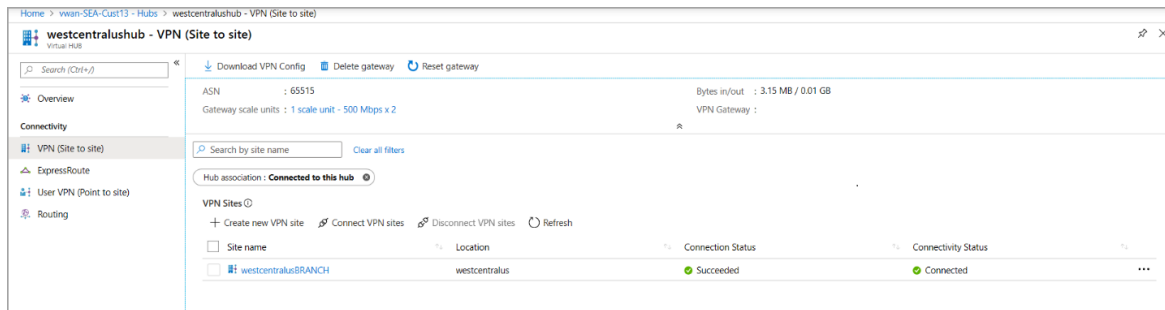 Home > vwan-SEA-Cust13 - Hubs > westcentralushub - VPN (Site to site)
westcentralushub - VPN (Site to site)
Virtual HUB
Search (Ctrl+/)
«
Overview
Connectivity
VPN (Site to site)
ExpressRoute
User VPN (Point to site)
Routing
Download VPN Config Delete gateway Reset gateway
ASN : 65515 Bytes in/out : 3.15 MB / 0.01 GB
Gateway scale units : 1 scale unit - 500 Mbps x 2 VPN Gateway :
Search by site name Clear all filters
Hub association : Connected to this hub
VPN Sites
+ Create new VPN site Connect VPN sites Disconnect VPN sites Refresh
Site name Location Connection Status Connectivity Status
westcentralusBRANCH westcentralus Succeeded Connected ...